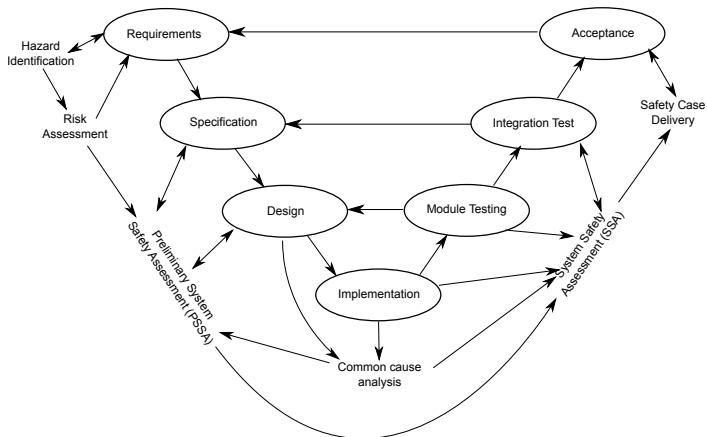 Requirements
Acceptance
Hazard
Identification
Risk
Assessment
Specification
Integration Test
Safety Case
Delivery
Design
Module Testing
Preliminary System
Safety Assessment (PSSA)
System Safety
Assessment (SSA)
Implementation
Common cause
analysis